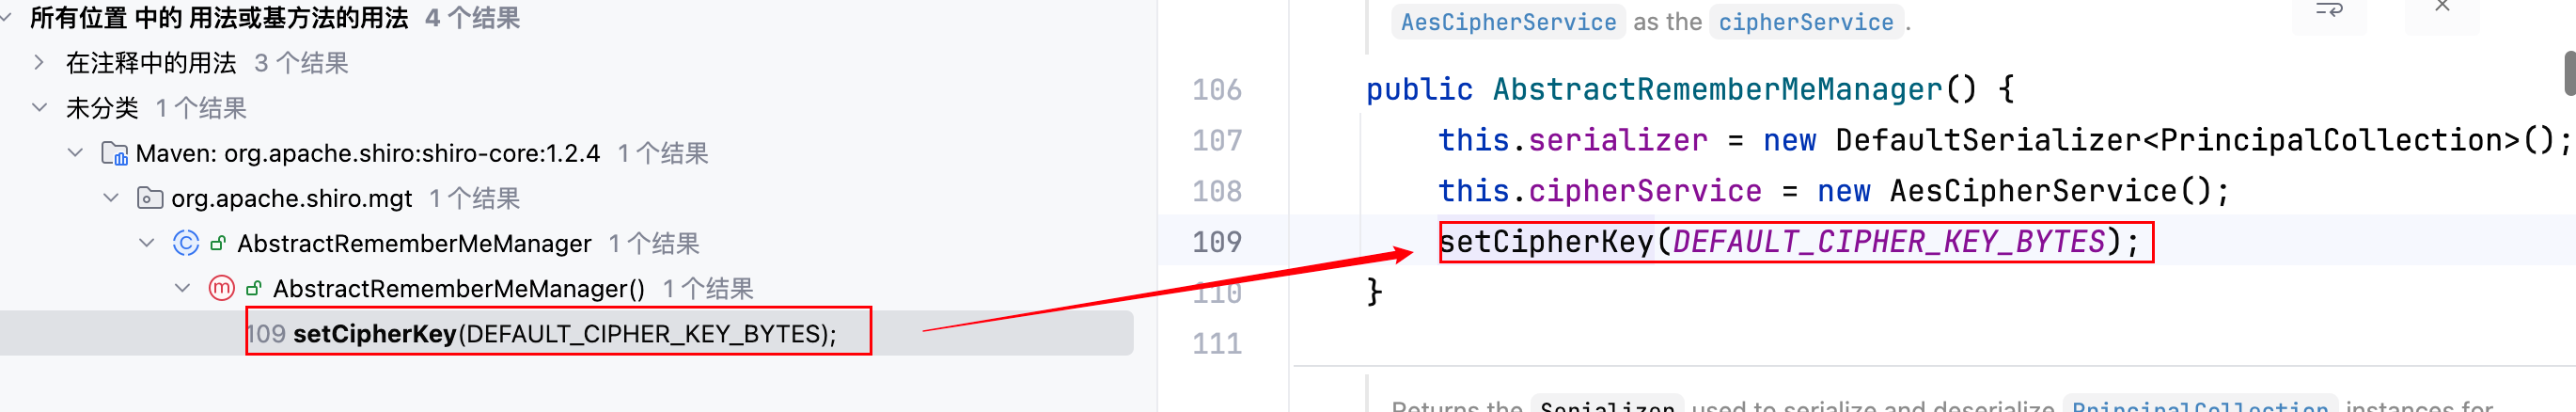 所有位置 中的 用法或基方法的用法 4 个结果
在注释中的用法 3 个结果
未分类 1 个结果
Maven: org.apache.shiro:shiro-core:1.2.4 1 个结果
org.apache.shiro.mgt 1 个结果
AbstractRememberMeManager 1 个结果
AbstractRememberMeManager() 1 个结果
109 setCipherKey(DEFAULT_CIPHER_KEY_BYTES);
AesCipherService as the cipherService.
106 public AbstractRememberMeManager() {
107 this.serializer = new DefaultSerializer<PrincipalCollection>();
108 this.cipherService = new AesCipherService();
109 setCipherKey(DEFAULT_CIPHER_KEY_BYTES);
110 }
111
Returns the Serializer used to serialize and deserialize PrincipalCollection instances for